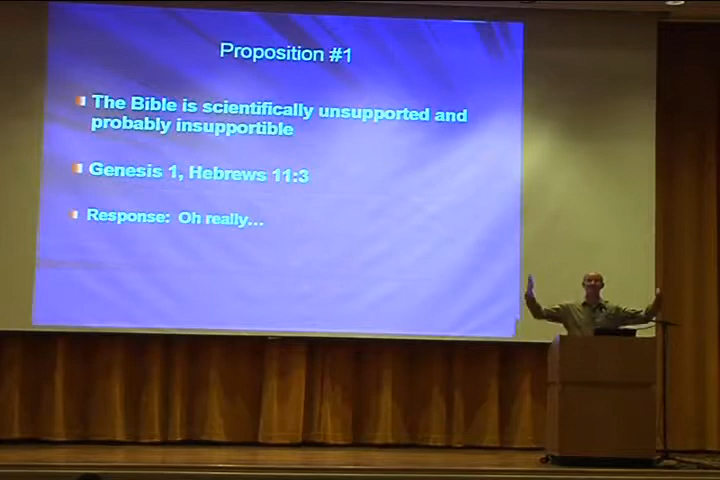 Proposition #1
The Bible is scientifically unsupported and
probably insupportible
Genesis 1, Hebrews 11:3
Response: Oh really...